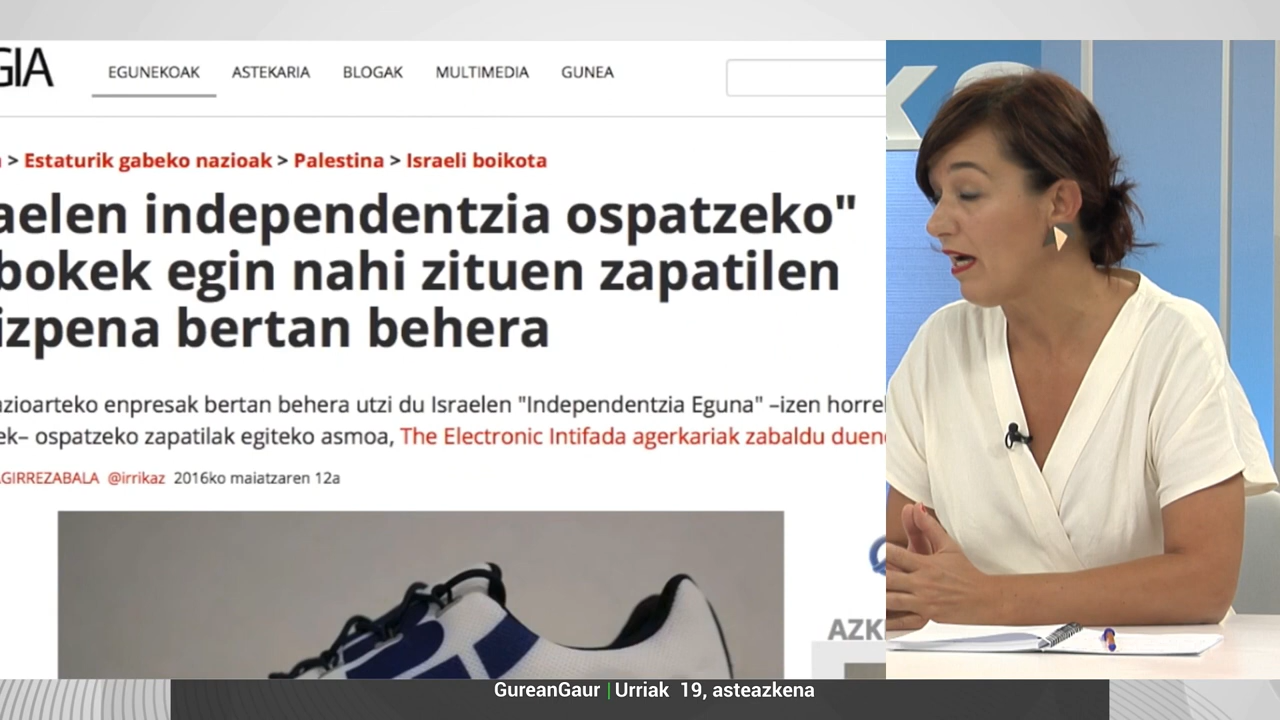 GIA
EGUNEKOAK ASTEKARIA BLOGAK MULTIMEDIA GUNEA
> Estaturik gabeko nazioak > Palestina > Israeli boikota
aelen independentzia ospatzeko"
bokek egin nahi zituen zapatilen
izpena bertan behera
azioarteko enpresak bertan behera utzi du Israelen "Independentzia Eguna" –izen horrel
ek– ospatzeko zapatilak egiteko asmoa, The Electronic Intifada agerkariak zabaldu duen
AGIRREZABALA @irrikaz 2016ko maiatzaren 12a
AZK
GureanGaur | Urriak 19, asteazkena